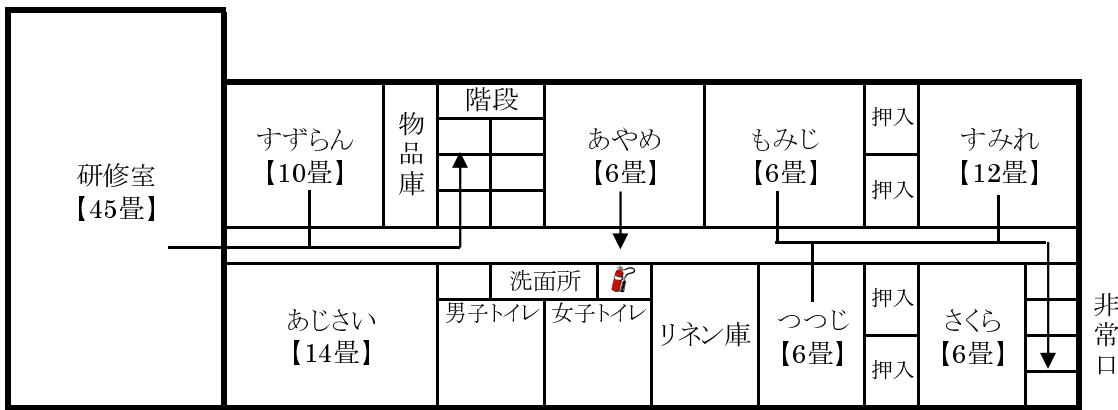 研修室
【45畳】
すずらん
【10畳】
物品庫
階段
あやめ
【6畳】
もみじ
【6畳】
押入
押入
すみれ
【12畳】
あじさい
【14畳】
洗面所
男子トイレ
女子トイレ
リネン庫
つつじ
【6畳】
押入
押入
さくら
【6畳】
非常口